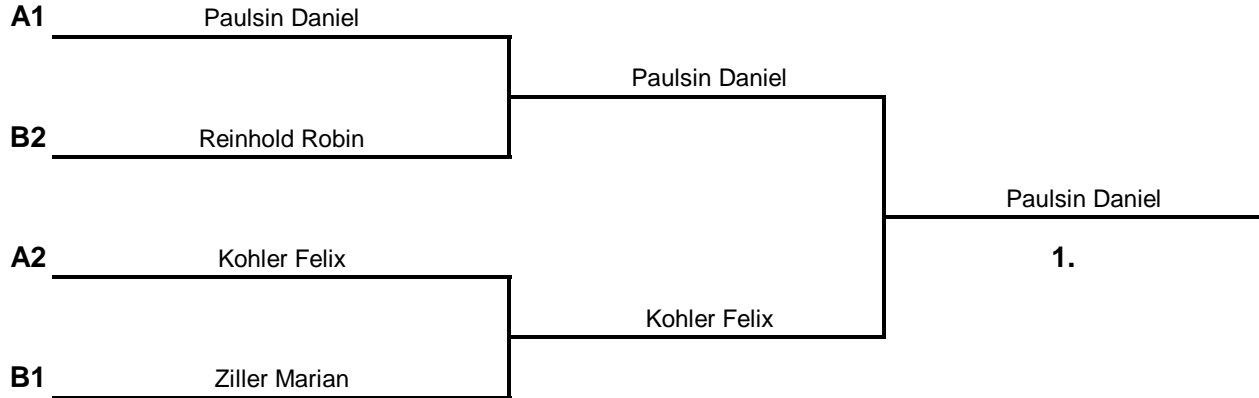 A1 Paulsin Daniel
Paulsin Daniel
B2 Reinhold Robin
Paulsin Daniel
A2 Kohler Felix
1.
Kohler Felix
B1 Ziller Marian